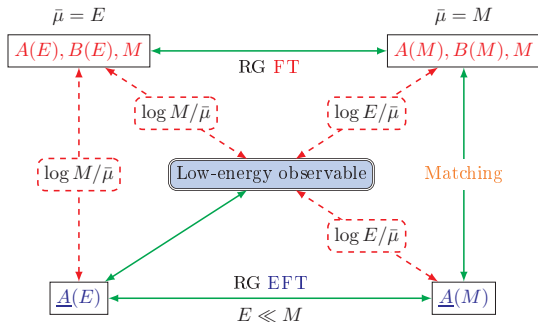 μ̄ = E
μ̄ = M
A(E), B(E), M
A(M), B(M), M
RG FT
log M/μ̄
log E/μ̄
log M/μ̄
Low-energy observable
Matching
log E/μ̄
RG EFT
A̲(E)
A̲(M)
E ≪ M